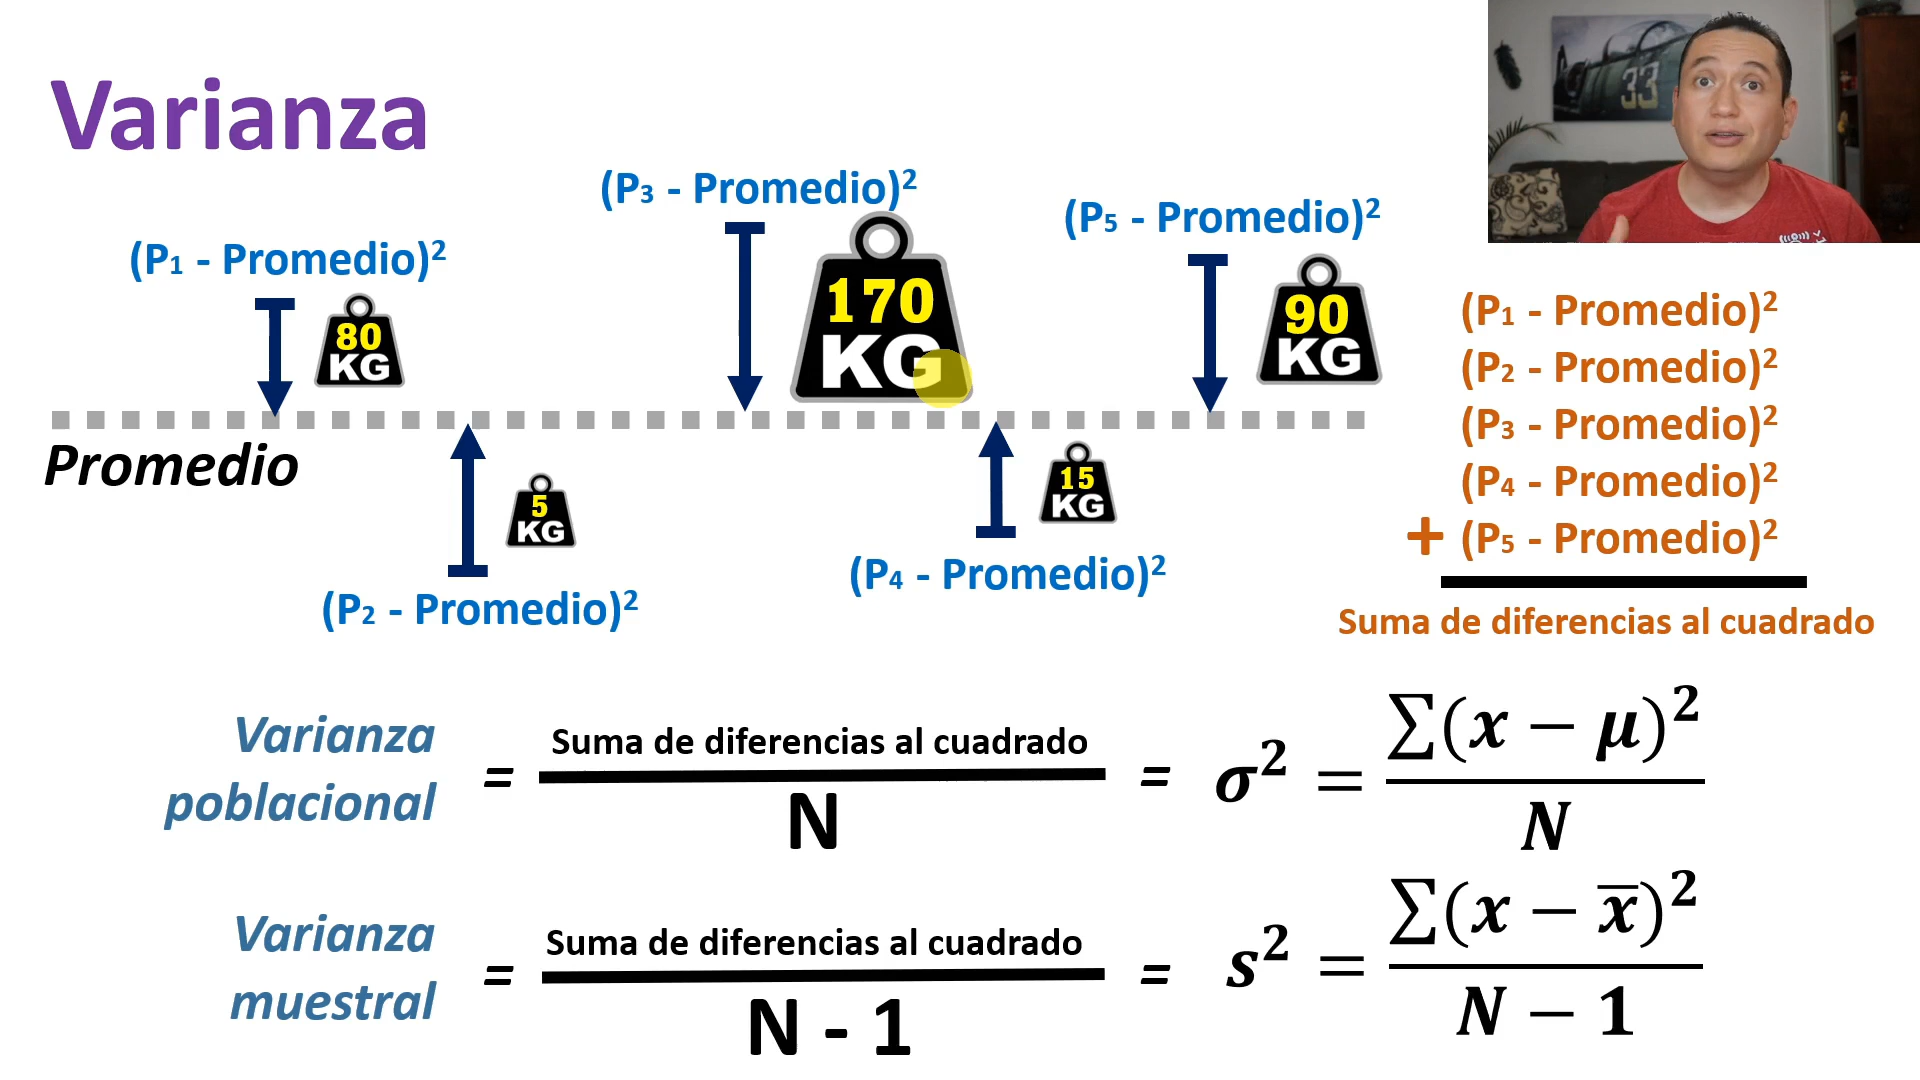 Varianza
(P₁ - Promedio)²
80
KG
(P₃ - Promedio)²
170
KG
(P₅ - Promedio)²
90
KG
33
Promedio
5
KG
(P₂ - Promedio)²
15
KG
(P₄ - Promedio)²
(P₁ - Promedio)²
(P₂ - Promedio)²
(P₃ - Promedio)²
(P₄ - Promedio)²
+ (P₅ - Promedio)²
Suma de diferencias al cuadrado
Varianza
poblacional
=
Suma de diferencias al cuadrado
N
=
σ² =
∑(x − μ)²
N
Varianza
muestral
=
Suma de diferencias al cuadrado
N - 1
=
s² =
∑(x − x̅)²
N − 1